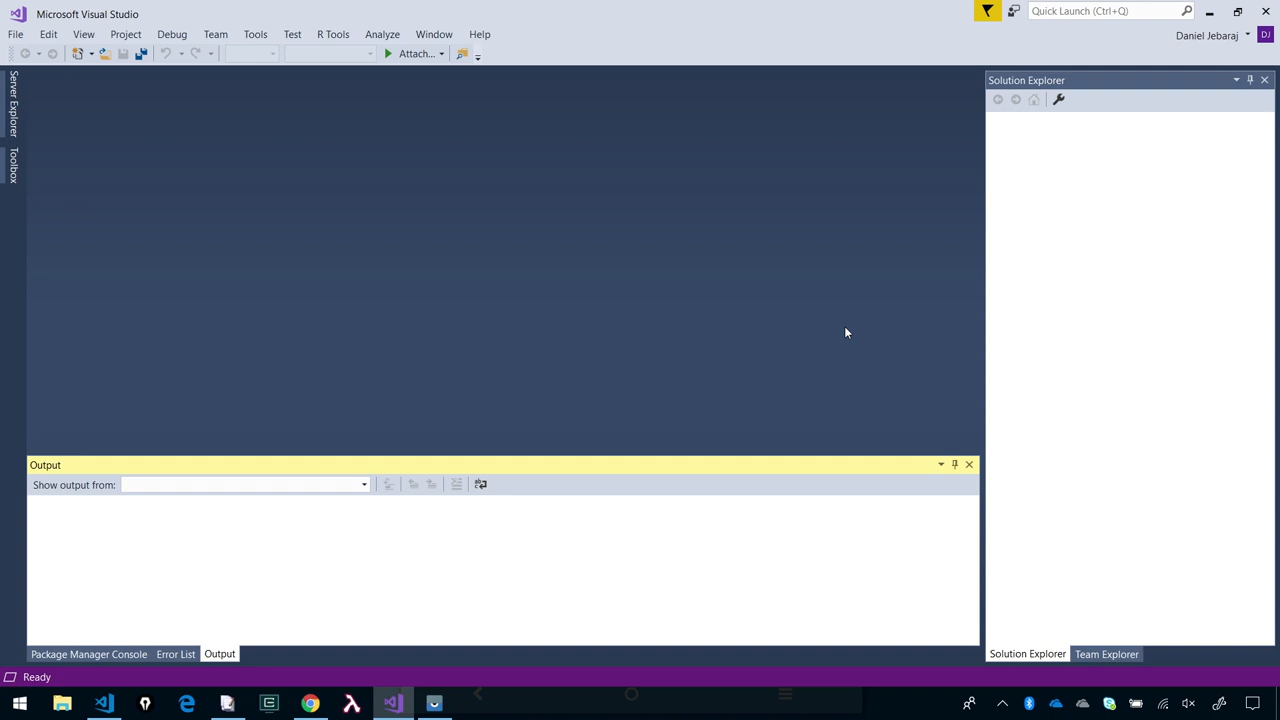 Microsoft Visual Studio
Quick Launch (Ctrl+Q)
File Edit View Project Debug Team Tools Test R Tools Analyze Window Help
Daniel Jebaraj DJ
Attach...
Server Explorer
Toolbox
Solution Explorer
Output
Show output from:
Package Manager Console Error List Output
Solution Explorer Team Explorer
Ready